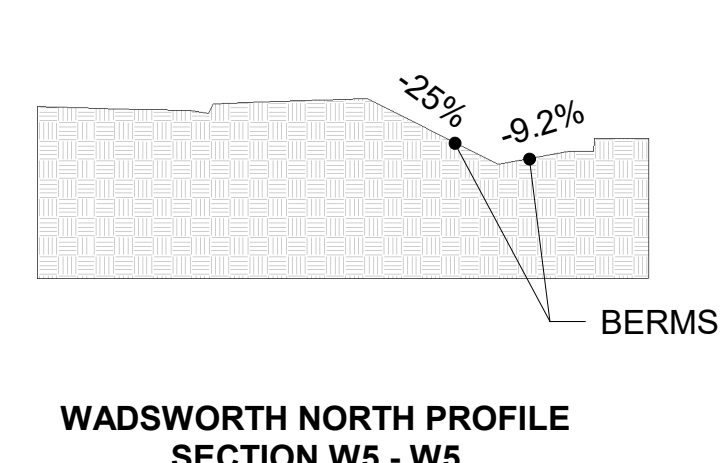 -25%
-9.2%
BERMS
WADSWORTH NORTH PROFILE
SECTION W5 - W5